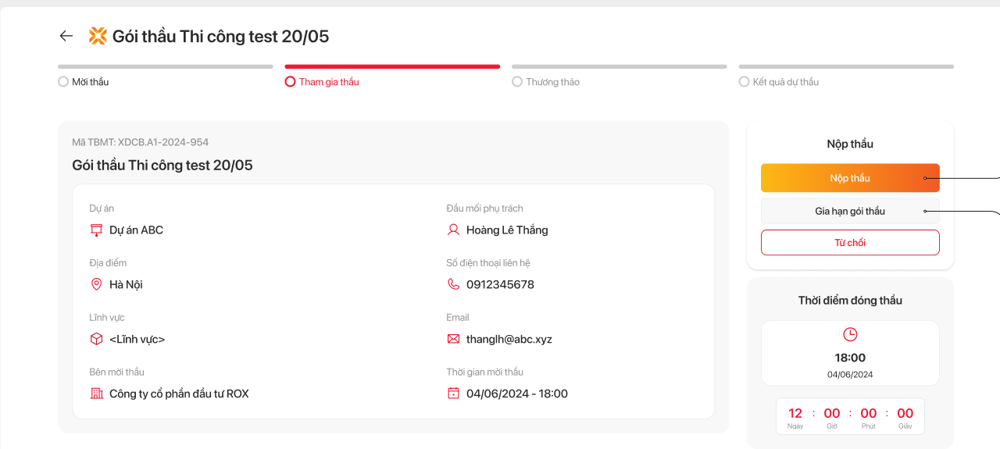 Gói thầu Thi công test 20/05
Mời thầu
Tham gia thầu
Thương thảo
Kết quả dự thầu
Mã TBMT: XDCB.A1-2024-954
Gói thầu Thi công test 20/05
Dự án
Dự án ABC
Địa điểm
Hà Nội
Lĩnh vực
<Lĩnh vực>
Bên mời thầu
Công ty cổ phần đầu tư ROX
Đầu mối phụ trách
Hoàng Lê Thắng
Số điện thoại liên hệ
0912345678
Email
thanglh@abc.xyz
Thời gian mời thầu
04/06/2024 - 18:00
Nộp thầu
Nộp thầu
Gia hạn gói thầu
Từ chối
Thời điểm đóng thầu
18:00
04/06/2024
12 : 00 : 00 : 00
Ngày Giờ Phút Giây